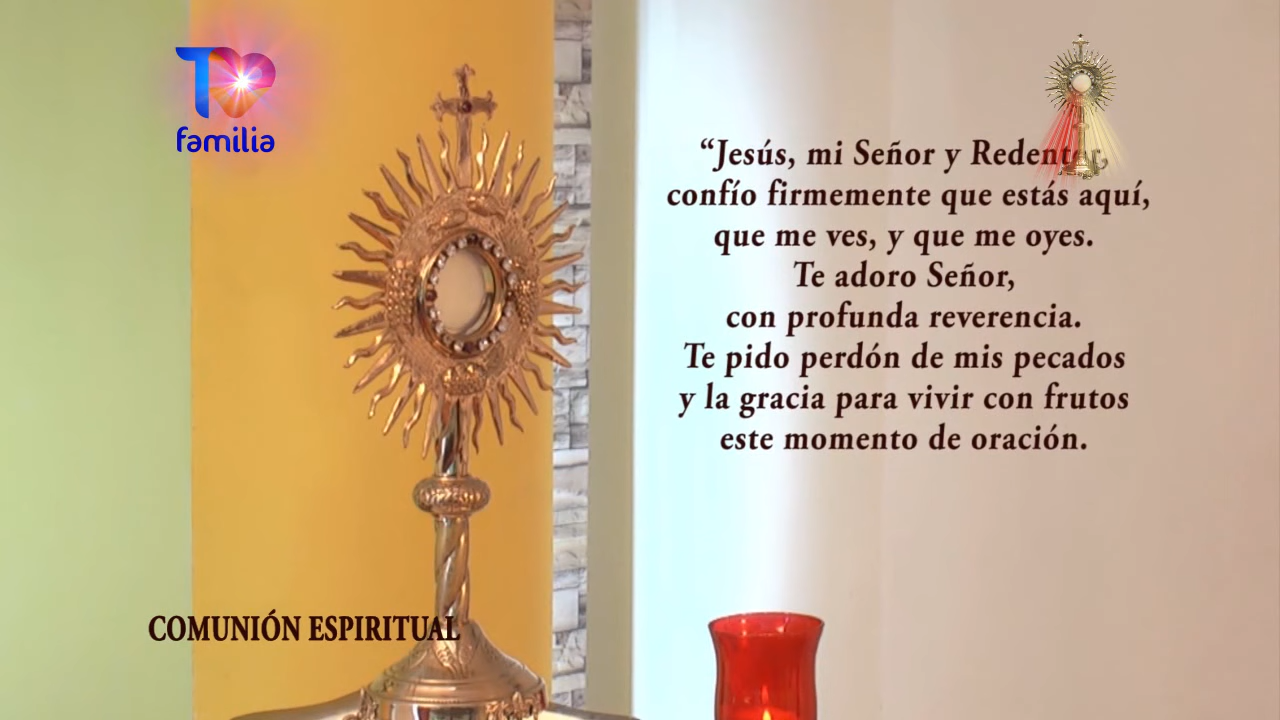 TV
familia
“Jesús, mi Señor y Redentor,
confío firmemente que estás aquí,
que me ves, y que me oyes.
Te adoro Señor,
con profunda reverencia.
Te pido perdón de mis pecados
y la gracia para vivir con frutos
este momento de oración.
COMUNIÓN ESPIRITUAL